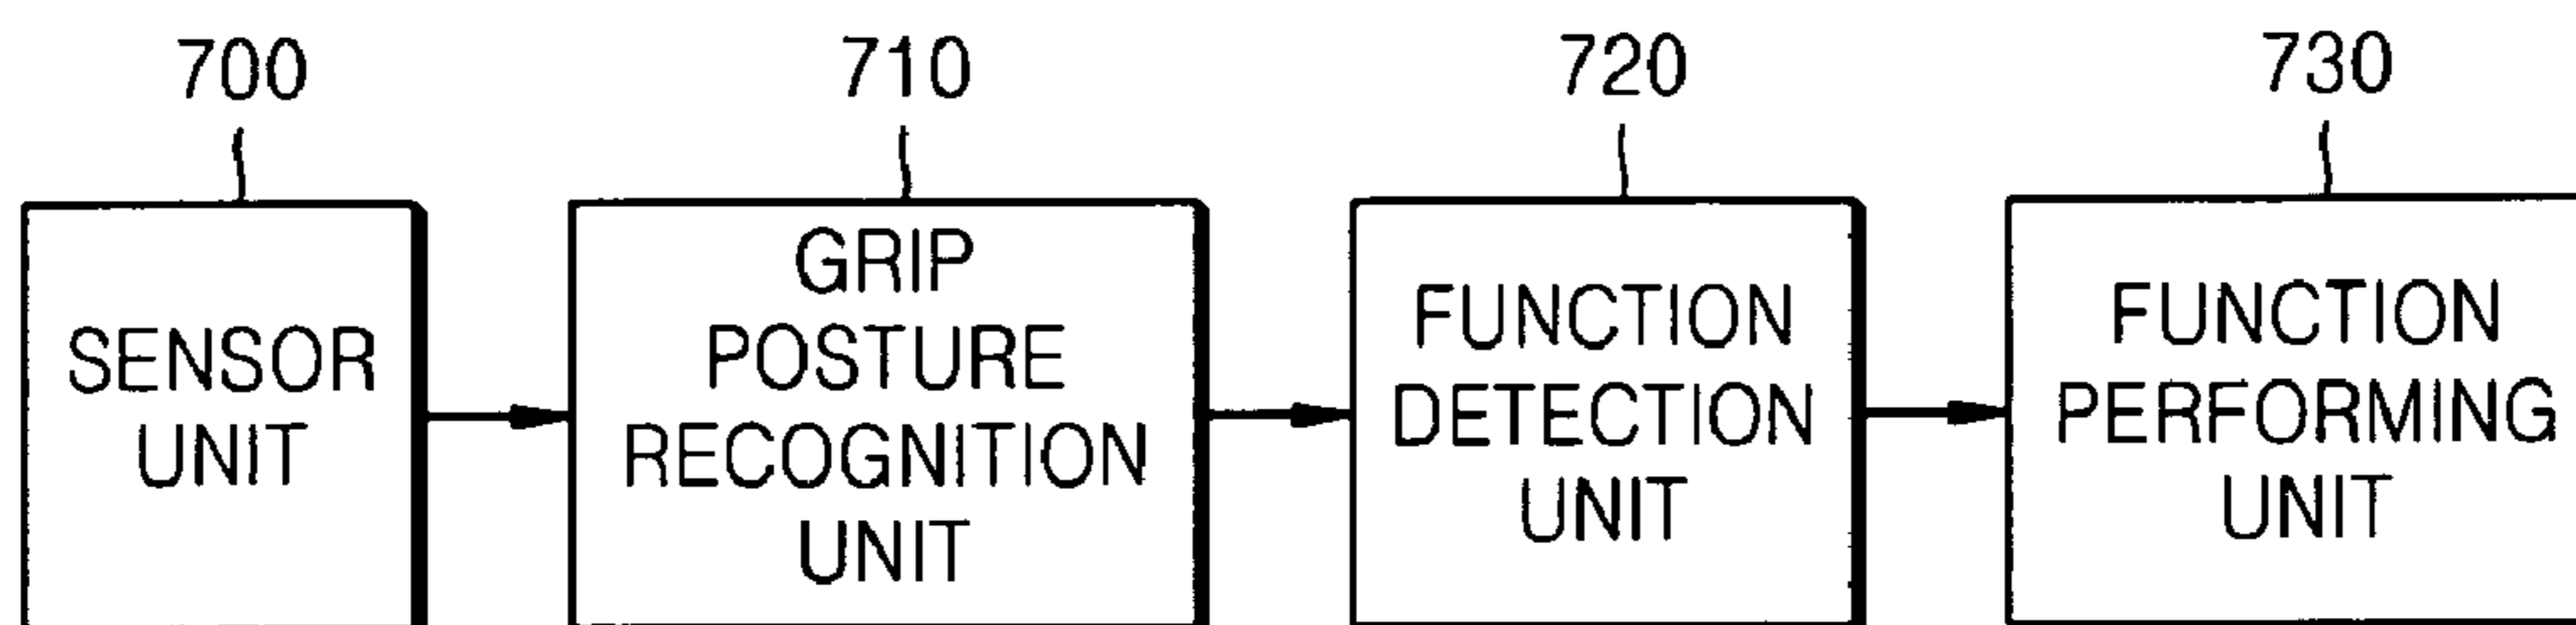 700
710
720
730
SENSOR
UNIT
GRIP
POSTURE
RECOGNITION
UNIT
FUNCTION
DETECTION
UNIT
FUNCTION
PERFORMING
UNIT